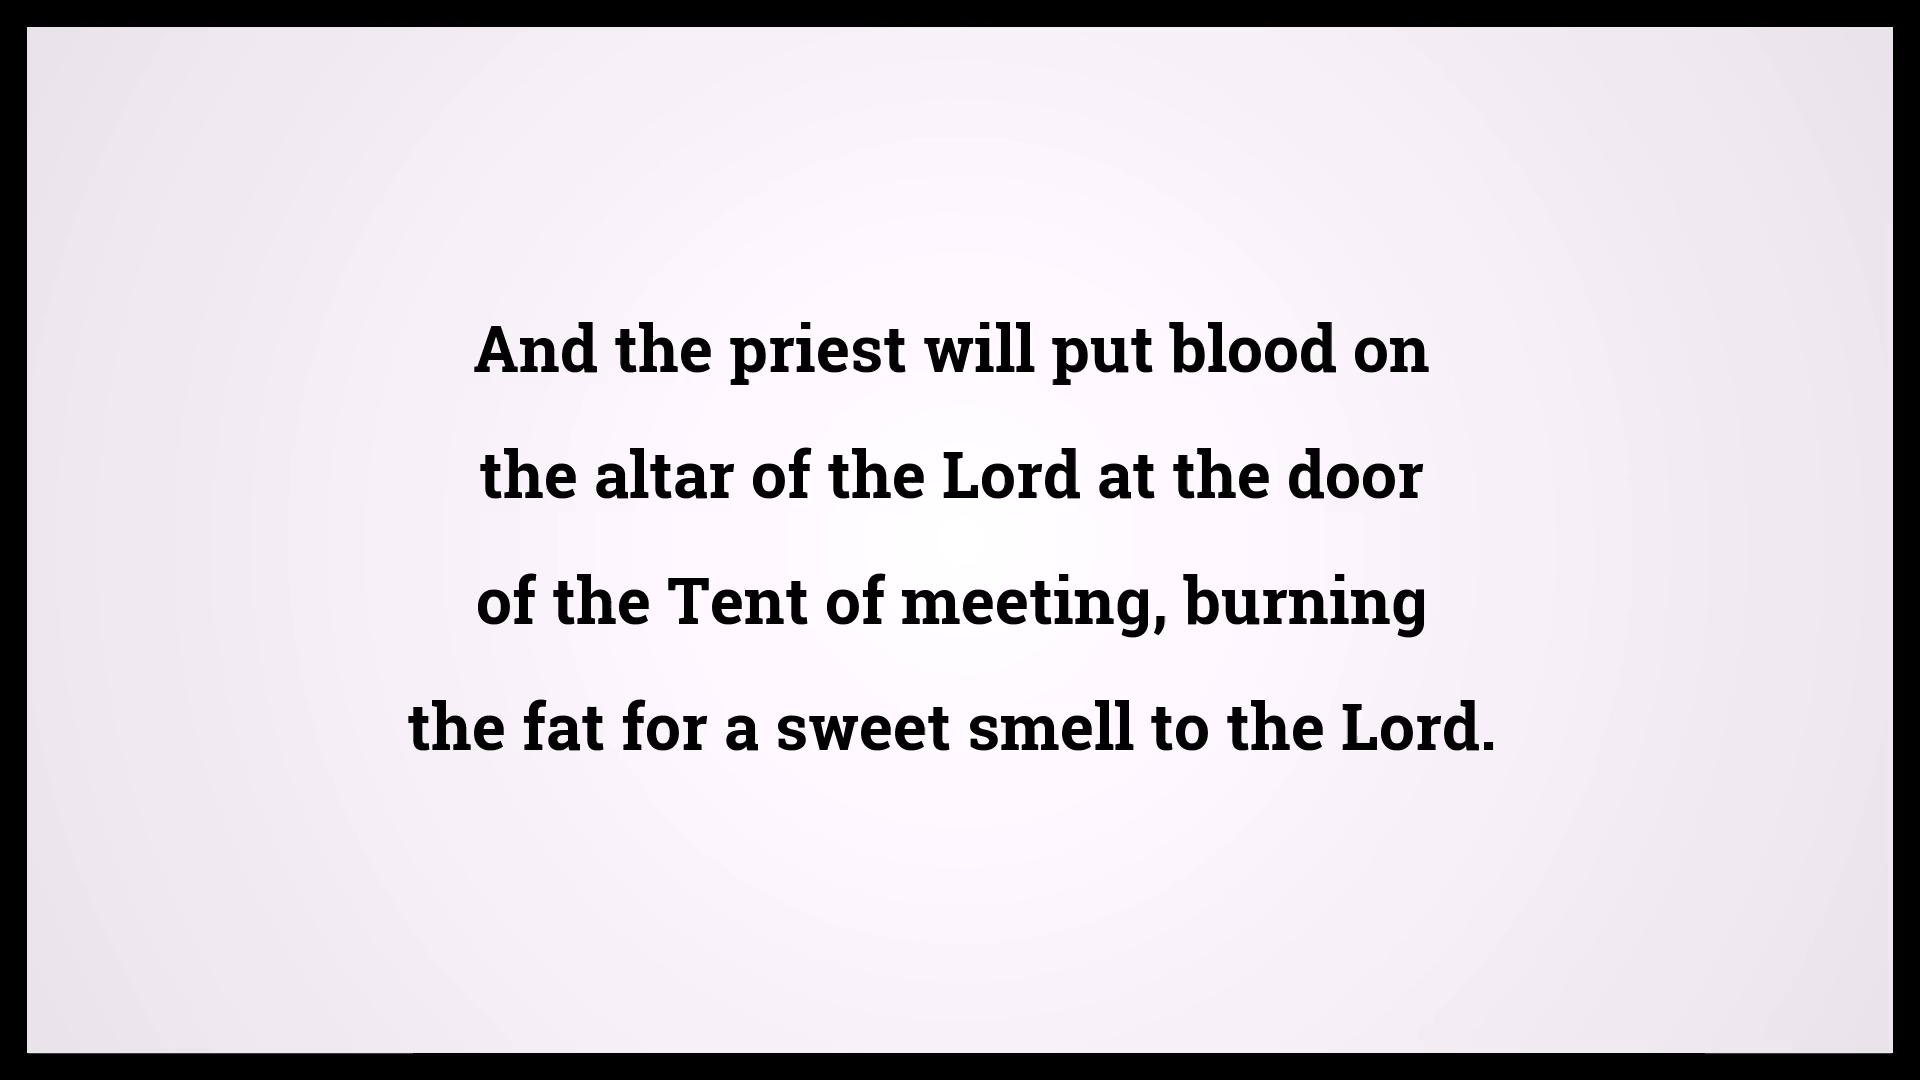 And the priest will put blood on
the altar of the Lord at the door
of the Tent of meeting, burning
the fat for a sweet smell to the Lord.